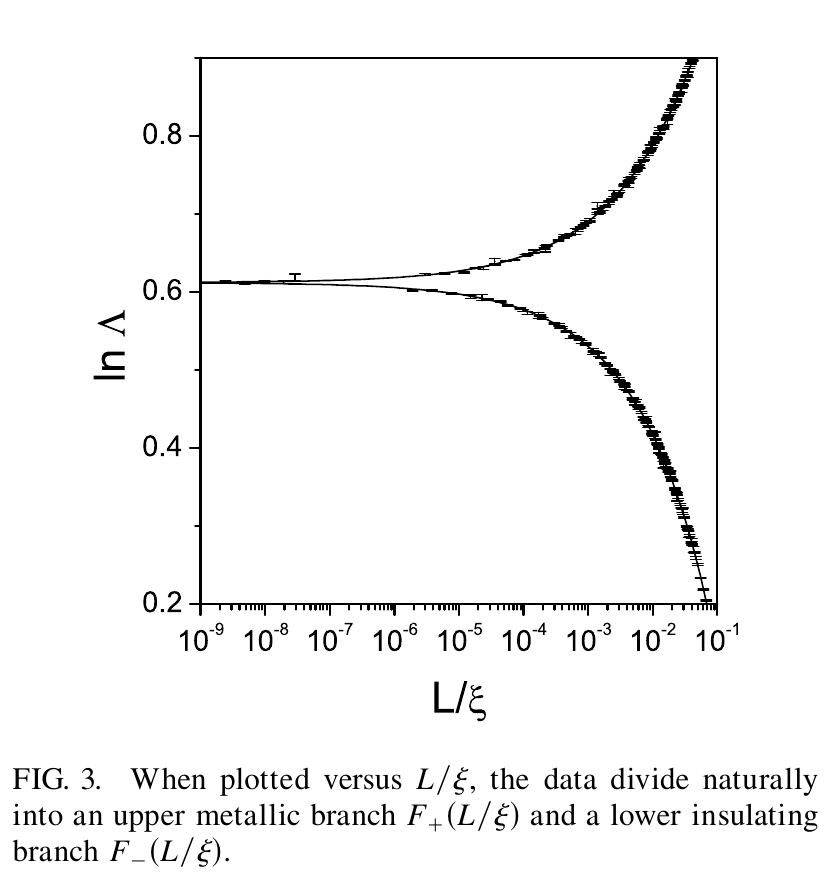 0.8
0.6
0.4
0.2
ln Λ
10⁻⁹ 10⁻⁸ 10⁻⁷ 10⁻⁶ 10⁻⁵ 10⁻⁴ 10⁻³ 10⁻² 10⁻¹
L/ξ
FIG. 3. When plotted versus L/ξ, the data divide naturally
into an upper metallic branch F₊(L/ξ) and a lower insulating
branch F₋(L/ξ).